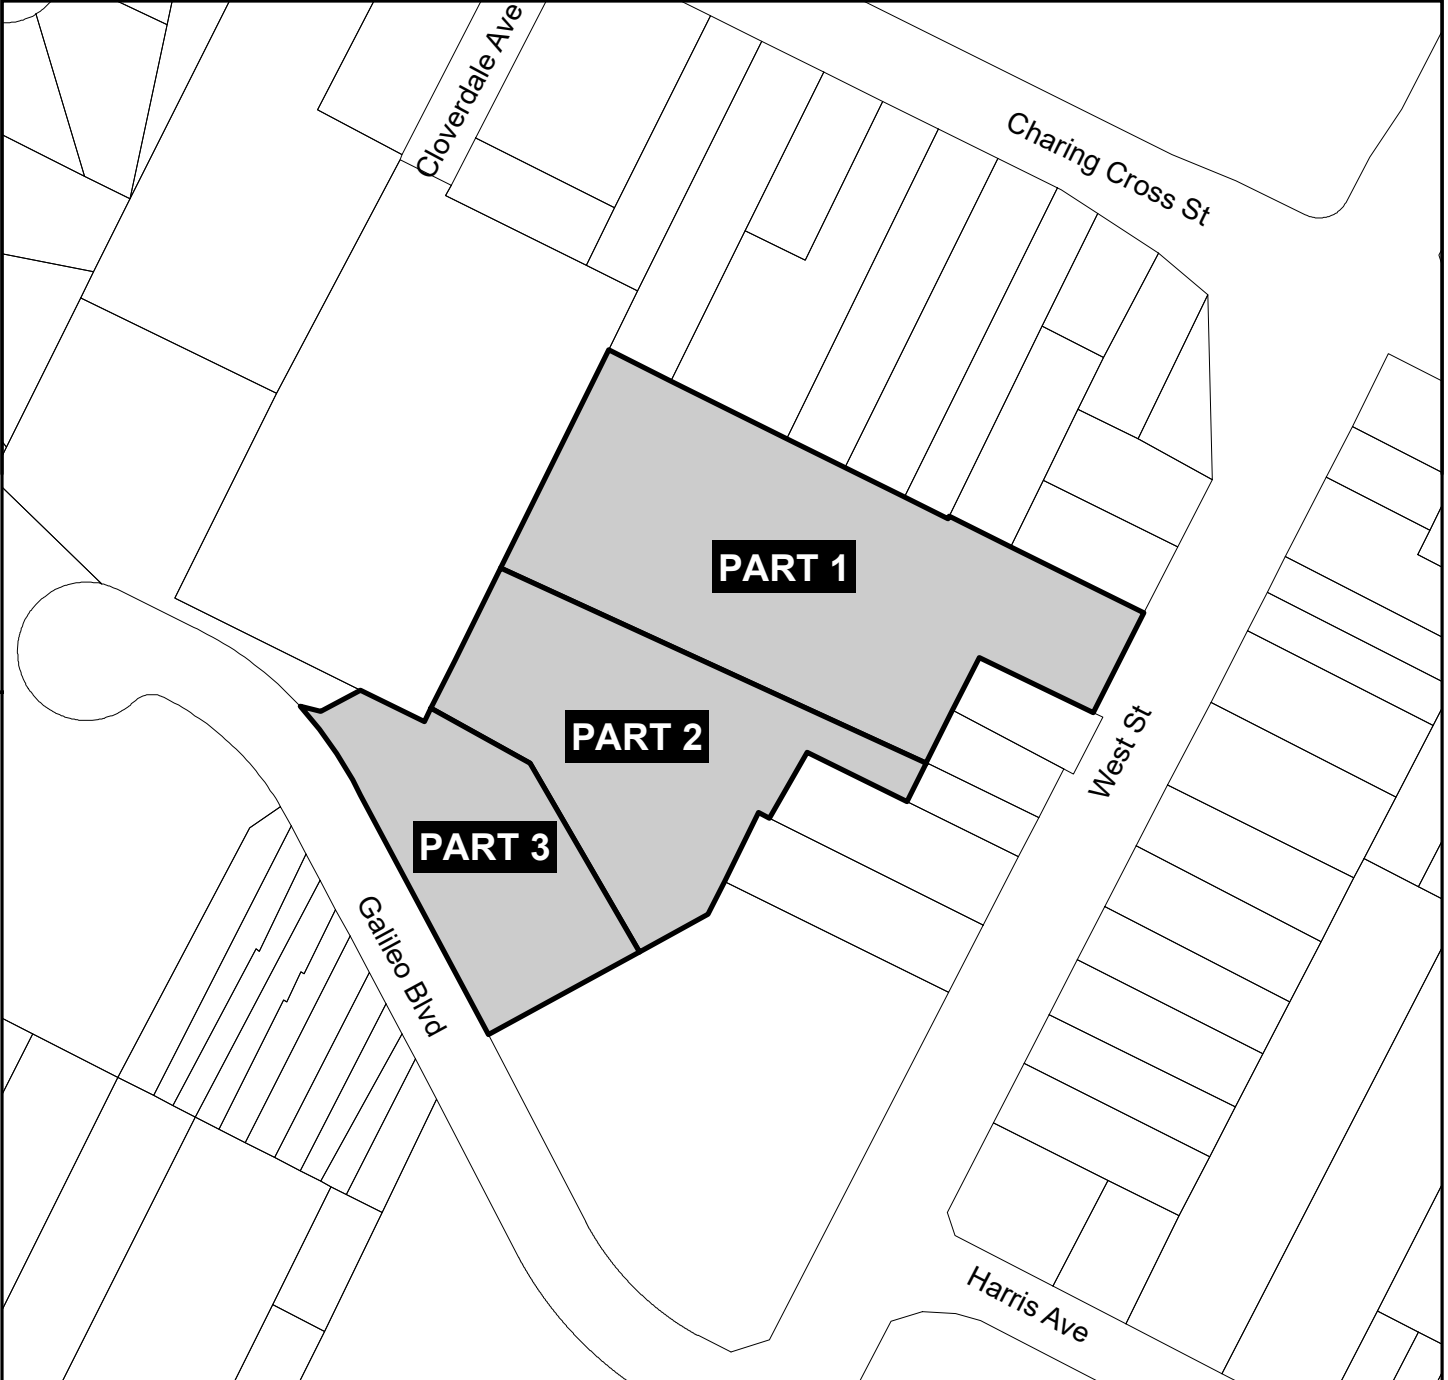 Cloverdale Ave
Charing Cross St
PART 1
PART 2
West St
PART 3
Galileo Blvd
Harris Ave